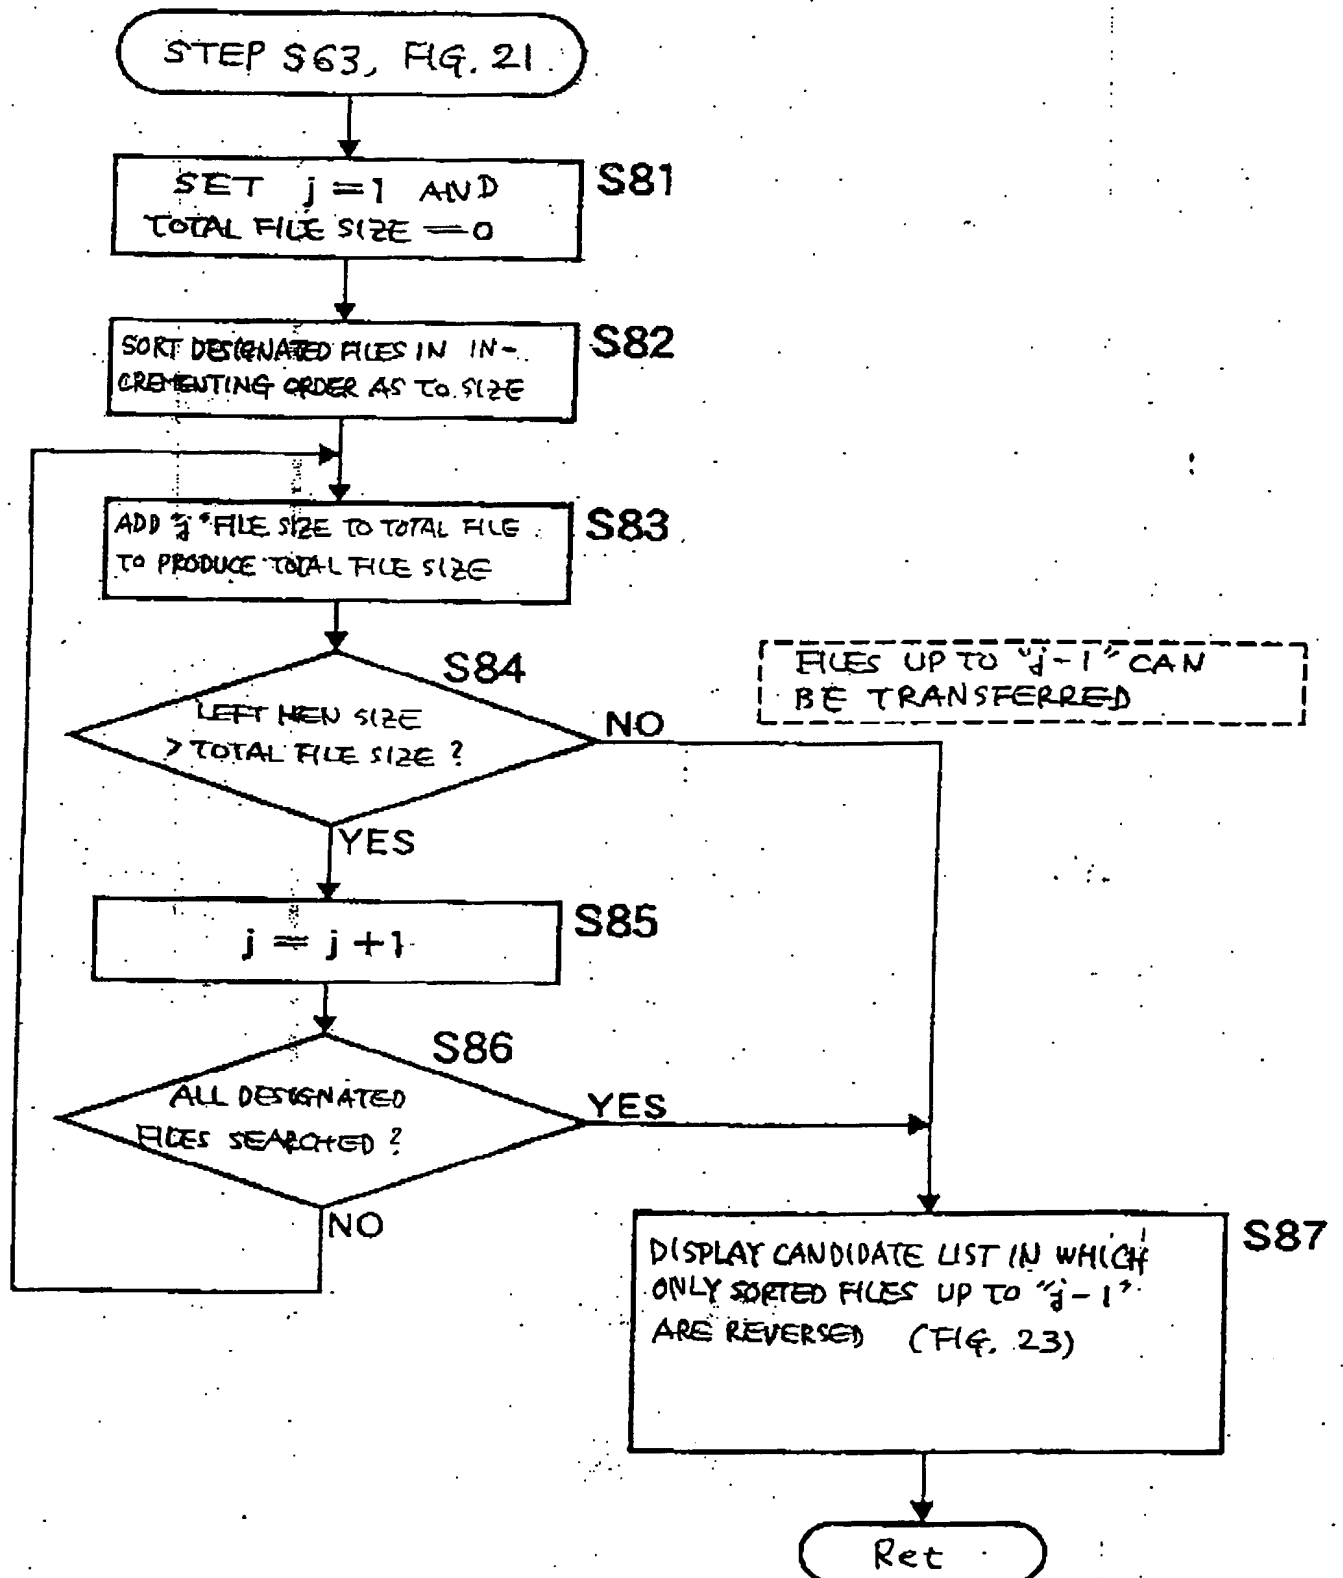 STEP S63, FIG. 21
S81
SET j=1 AND
TOTAL FILE SIZE =0
S82
SORT DESIGNATED FILES IN IN-
CREMENTING ORDER AS TO SIZE
S83
ADD "j" FILE SIZE TO TOTAL FILE
TO PRODUCE TOTAL FILE SIZE
S84
LEFT MEN SIZE
> TOTAL FILE SIZE ?
NO
FILES UP TO "j-1" CAN
BE TRANSFERRED
YES
S85
j = j +1
S86
ALL DESIGNATED
FILES SEARCHED ?
YES
NO
S87
DISPLAY CANDIDATE LIST IN WHICH
ONLY SORTED FILES UP TO "j-1"
ARE REVERSED (FIG. 23)
Ret